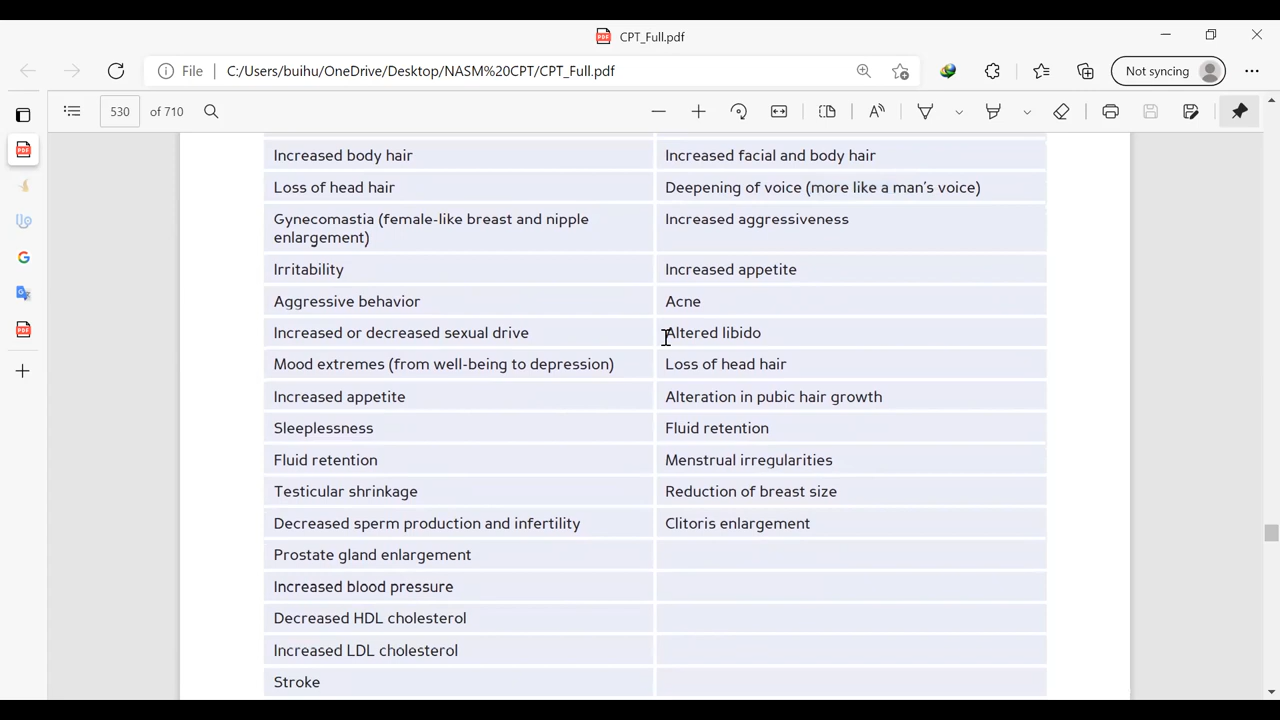 CPT_Full.pdf
File C:/Users/buihu/OneDrive/Desktop/NASM%20CPT/CPT_Full.pdf Not syncing
530 of 710
Increased body hair Increased facial and body hair
Loss of head hair Deepening of voice (more like a man's voice)
Gynecomastia (female-like breast and nipple Increased aggressiveness
enlargement)
Irritability Increased appetite
Aggressive behavior Acne
Increased or decreased sexual drive Altered libido
Mood extremes (from well-being to depression) Loss of head hair
Increased appetite Alteration in pubic hair growth
Sleeplessness Fluid retention
Fluid retention Menstrual irregularities
Testicular shrinkage Reduction of breast size
Decreased sperm production and infertility Clitoris enlargement
Prostate gland enlargement
Increased blood pressure
Decreased HDL cholesterol
Increased LDL cholesterol
Stroke